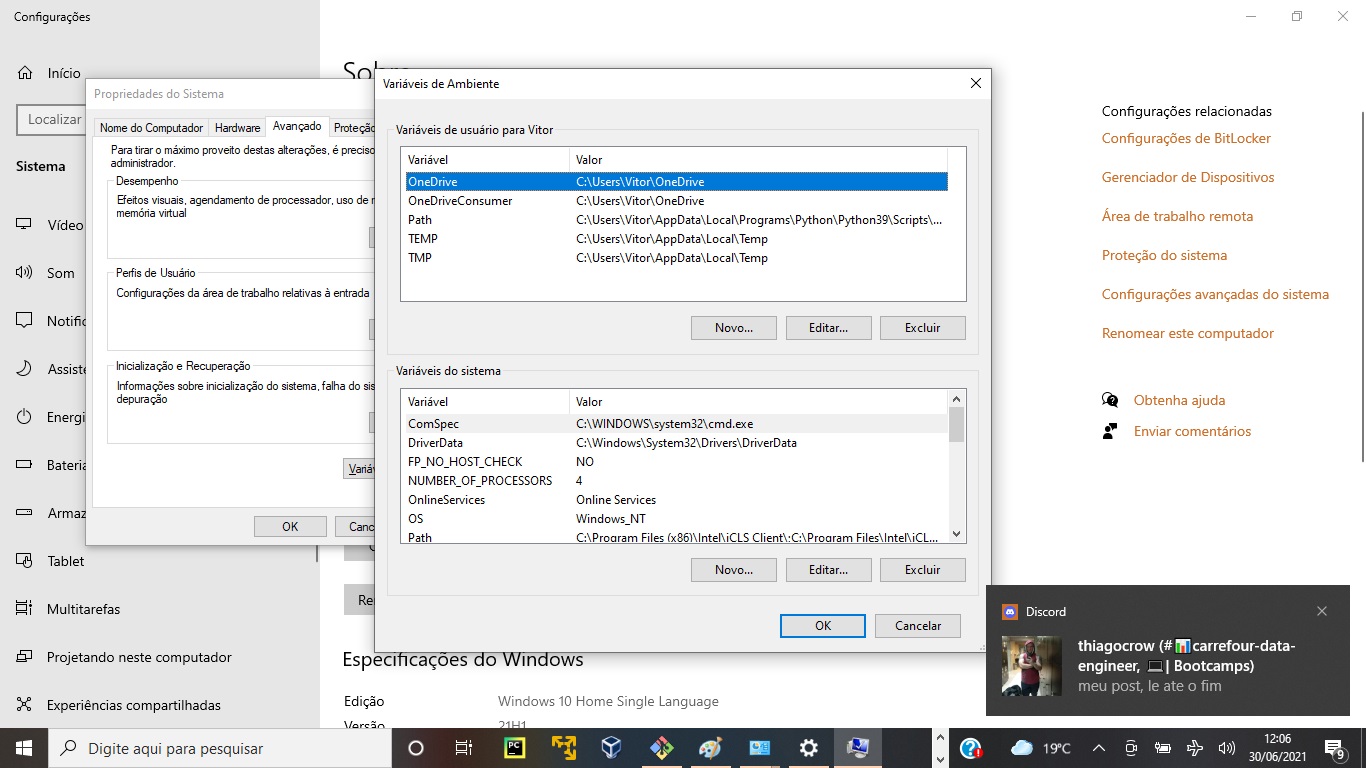 Configurações
Início
Localizar
Sistema
Vídeo
Som
Notific
Assiste
Energi
Bateria
Armaz
Tablet
Multitarefas
Projetando neste computador
Experiências compartilhadas
Sobre
Propriedades do Sistema
Nome do Computador
Hardware
Avançado
Proteção
Para tirar o máximo proveito destas alterações, é preciso
administrador.
Desempenho
Efeitos visuais, agendamento de processador, uso de m
memória virtual
Perfis de Usuário
Configurações da área de trabalho relativas à entrada
Inicialização e Recuperação
Informações sobre inicialização do sistema, falha do sis
depuração
Variáv
OK
Canc
Re
Variáveis de Ambiente
Variáveis de usuário para Vitor
Variável Valor
OneDrive C:\Users\Vitor\OneDrive
OneDriveConsumer C:\Users\Vitor\OneDrive
Path C:\Users\Vitor\AppData\Local\Programs\Python\Python39\Scripts\...
TEMP C:\Users\Vitor\AppData\Local\Temp
TMP C:\Users\Vitor\AppData\Local\Temp
Novo... Editar... Excluir
Variáveis do sistema
Variável Valor
ComSpec C:\WINDOWS\system32\cmd.exe
DriverData C:\Windows\System32\Drivers\DriverData
FP_NO_HOST_CHECK NO
NUMBER_OF_PROCESSORS 4
OnlineServices Online Services
OS Windows_NT
Path C:\Program Files (x86)\Intel\iCLS Client\;C:\Program Files\Intel\iCL...
Novo... Editar... Excluir
OK Cancelar
Especificações do Windows
Edição Windows 10 Home Single Language
Versão 21H1
Configurações relacionadas
Configurações de BitLocker
Gerenciador de Dispositivos
Área de trabalho remota
Proteção do sistema
Configurações avançadas do sistema
Renomear este computador
Obtenha ajuda
Enviar comentários
Discord
thiagocrow (#📊carrefour-data-
engineer, 💻| Bootcamps)
meu post, le ate o fim
Digite aqui para pesquisar
PC
19°C
12:06
30/06/2021
9